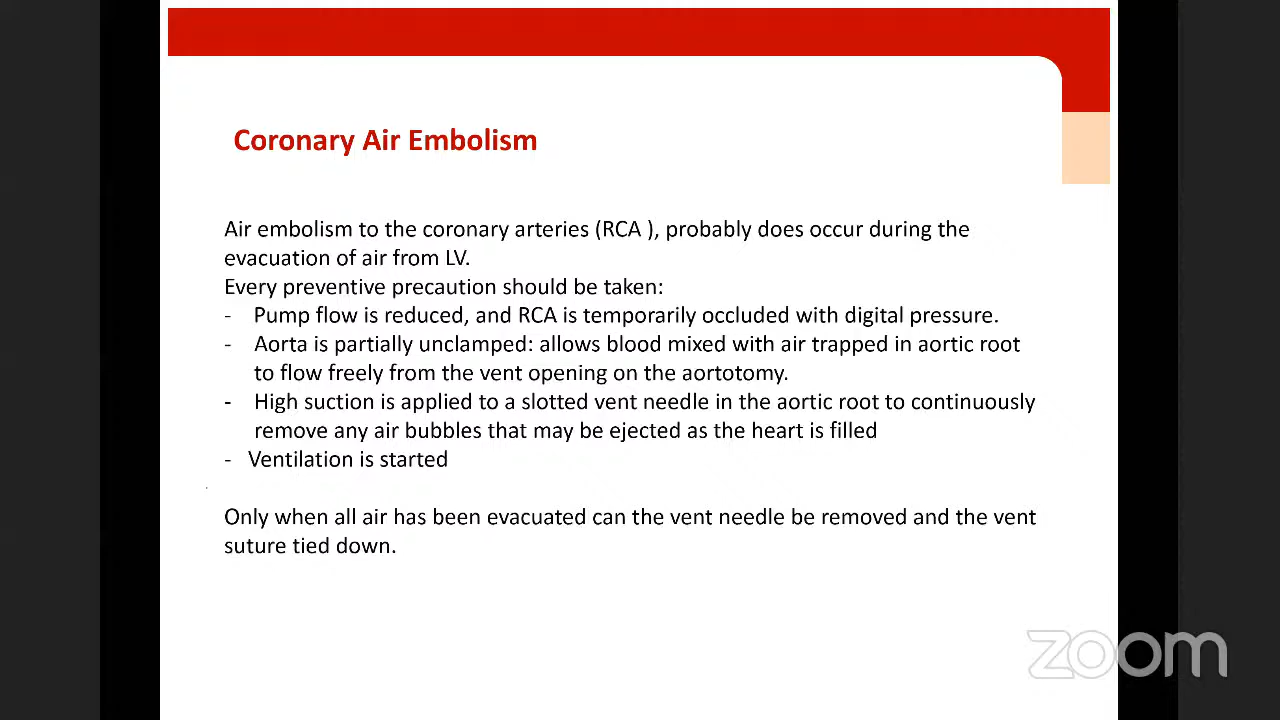 Coronary Air Embolism
Air embolism to the coronary arteries (RCA ), probably does occur during the
evacuation of air from LV.
Every preventive precaution should be taken:
- Pump flow is reduced, and RCA is temporarily occluded with digital pressure.
- Aorta is partially unclamped: allows blood mixed with air trapped in aortic root
to flow freely from the vent opening on the aortotomy.
- High suction is applied to a slotted vent needle in the aortic root to continuously
remove any air bubbles that may be ejected as the heart is filled
- Ventilation is started
Only when all air has been evacuated can the vent needle be removed and the vent
suture tied down.
zoom